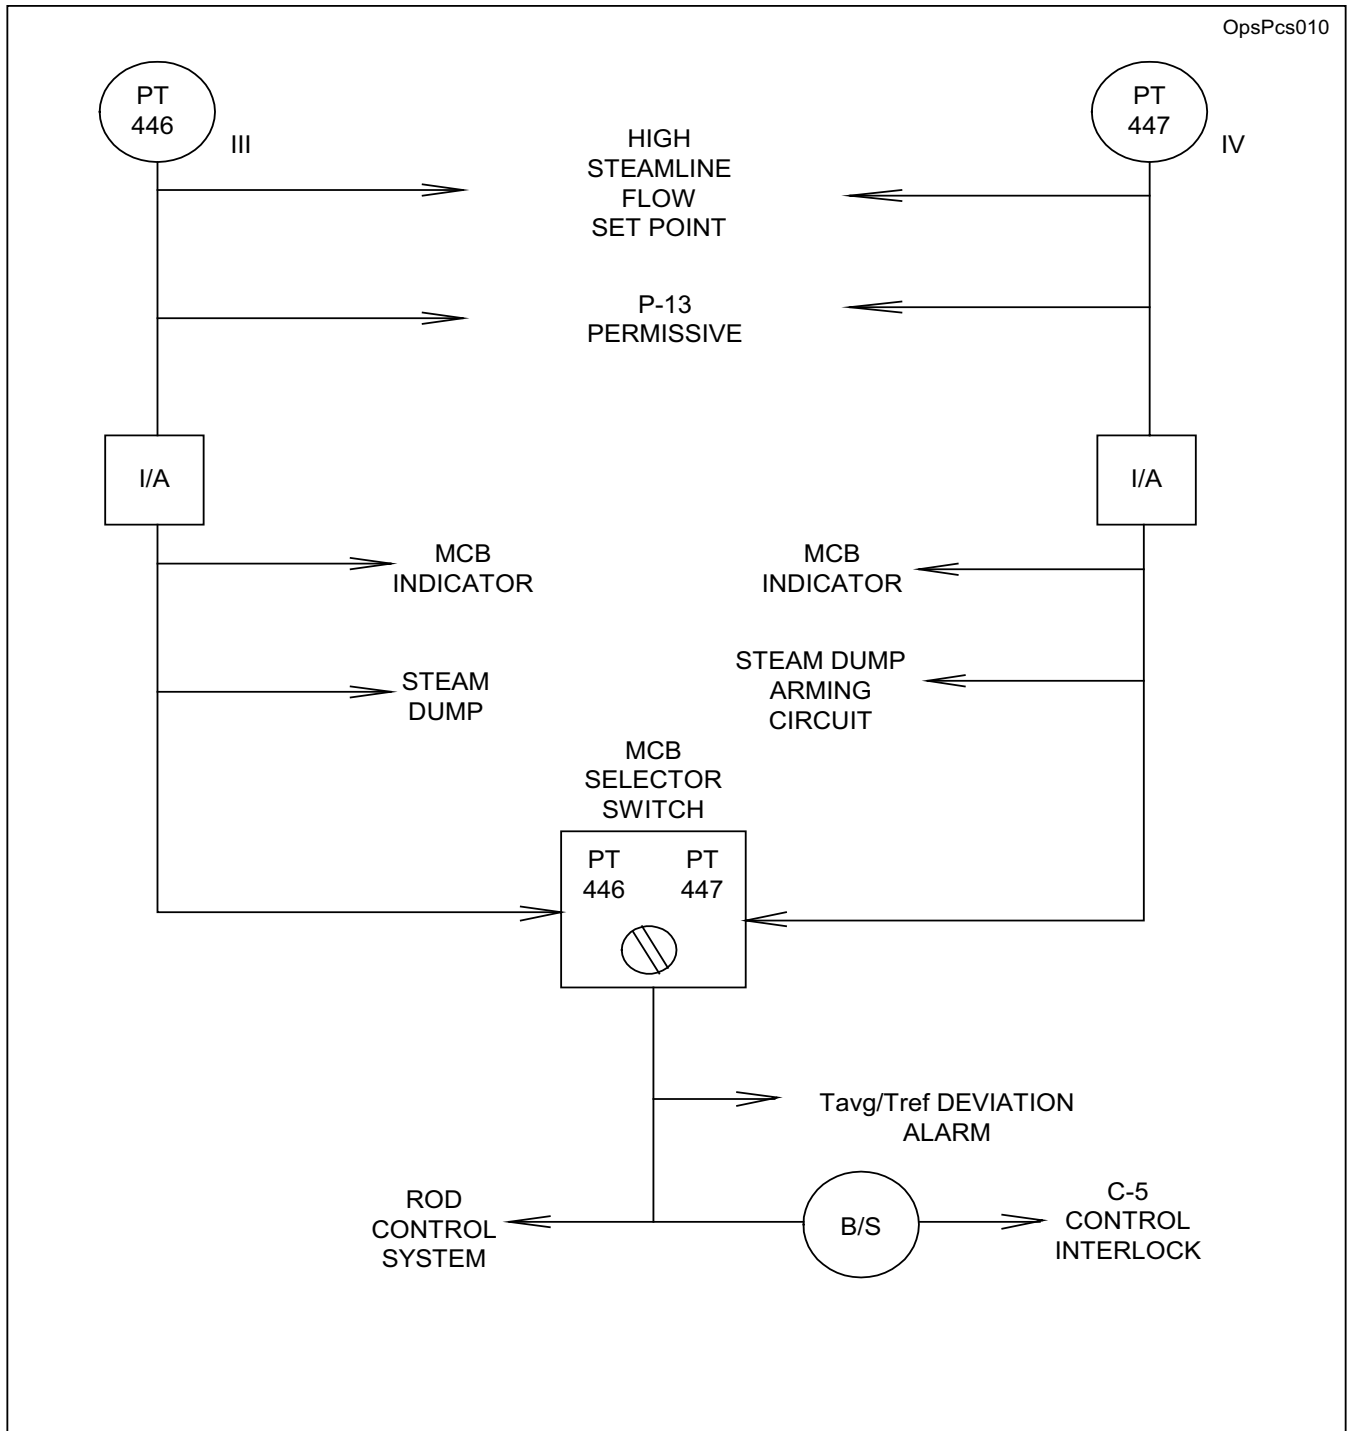 OpsPcs010
PT
446
III
PT
447
IV
HIGH
STEAMLINE
FLOW
SET POINT
P-13
PERMISSIVE
I/A
I/A
MCB
INDICATOR
MCB
INDICATOR
STEAM
DUMP
STEAM DUMP
ARMING
CIRCUIT
MCB
SELECTOR
SWITCH
PT
446
PT
447
Tavg/Tref DEVIATION
ALARM
ROD
CONTROL
SYSTEM
B/S
C-5
CONTROL
INTERLOCK